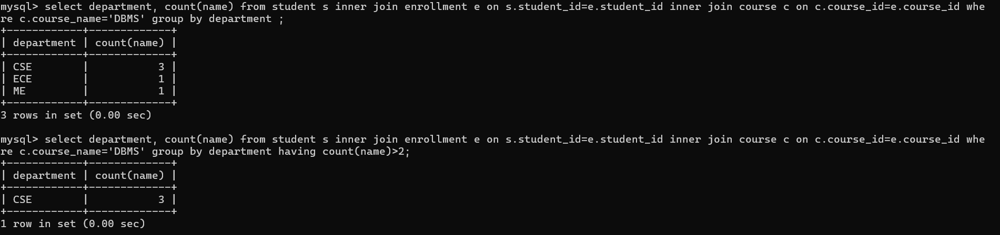 mysql> select department, count(name) from student s inner join enrollment e on s.student_id=e.student_id inner join course c on c.course_id=e.course_id whe
re c.course_name='DBMS' group by department ;
+------------+-------------+
| department | count(name) |
+------------+-------------+
| CSE        |           3 |
| ECE        |           1 |
| ME         |           1 |
+------------+-------------+
3 rows in set (0.00 sec)

mysql> select department, count(name) from student s inner join enrollment e on s.student_id=e.student_id inner join course c on c.course_id=e.course_id whe
re c.course_name='DBMS' group by department having count(name)>2;
+------------+-------------+
| department | count(name) |
+------------+-------------+
| CSE        |           3 |
+------------+-------------+
1 row in set (0.00 sec)